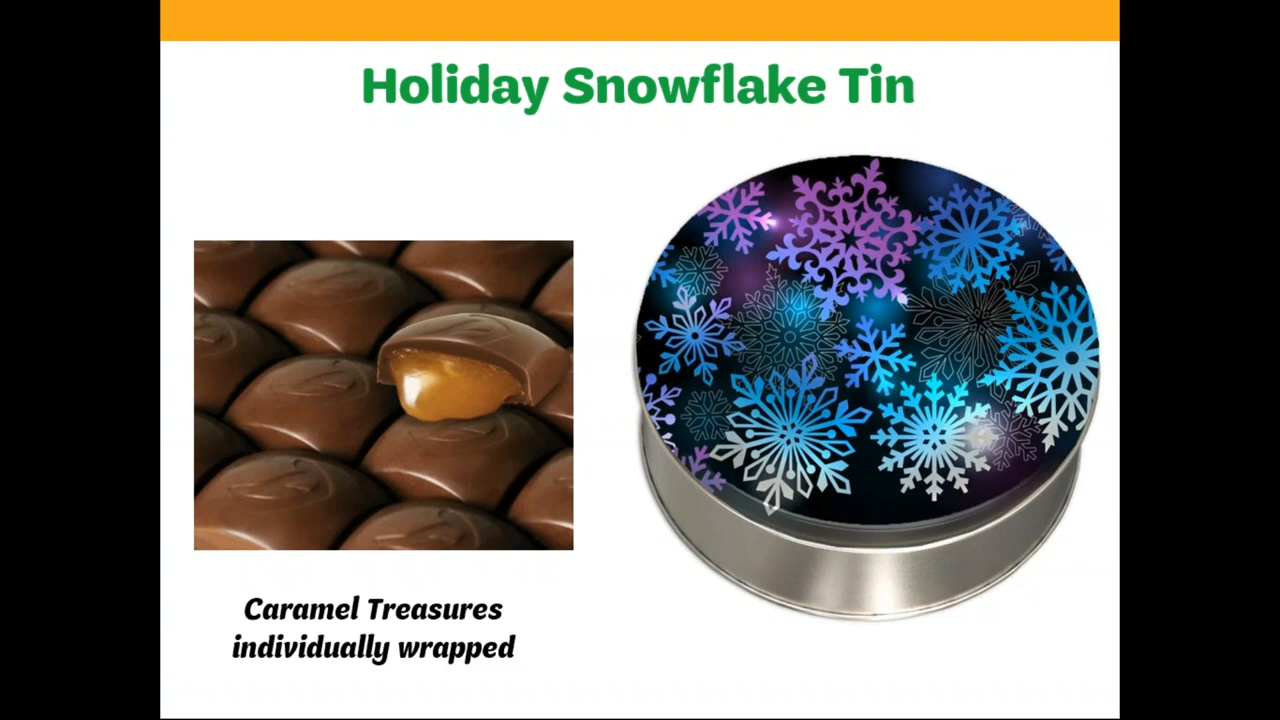 Holiday Snowflake Tin
Caramel Treasures
individually wrapped